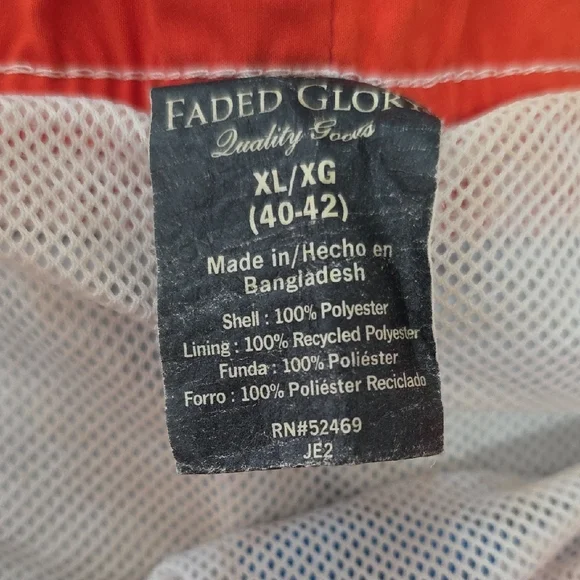 FADED GLORY
Quality Goods
XL/XG
(40-42)
Made in/Hecho en
Bangladesh
Shell : 100% Polyester
Lining : 100% Recycled Polyester
Funda : 100% Poliéster
Forro : 100% Poliéster Reciclado
RN#52469
JE2